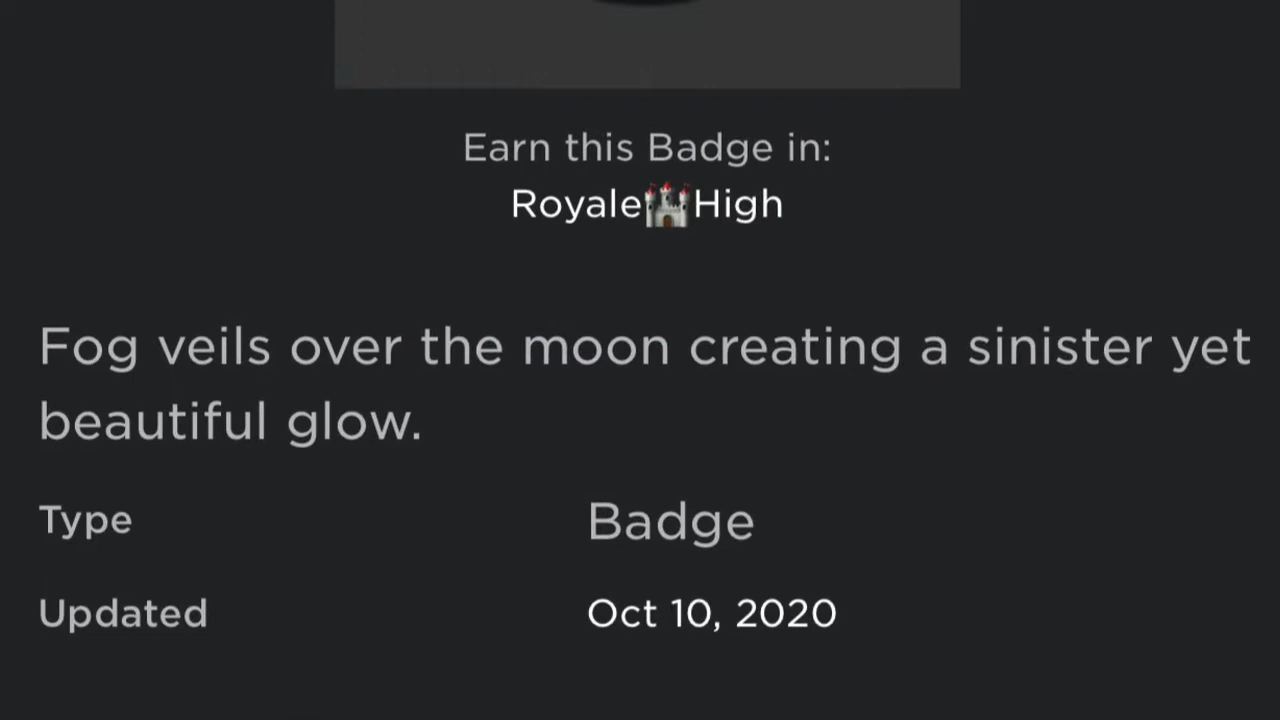 Earn this Badge in:
Royale🏰High
Fog veils over the moon creating a sinister yet
beautiful glow.
Type
Badge
Updated
Oct 10, 2020